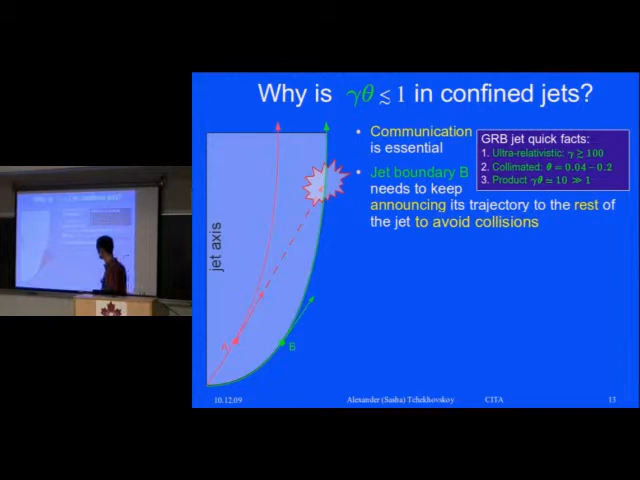 Why is γθ ≲ 1 in confined jets?
• Communication
is essential
GRB jet quick facts:
1. Ultra-relativistic: γ ≥ 100
2. Collimated: θ = 0.04 – 0.2
3. Product γθ ≃ 10 ≫ 1
• Jet boundary B
needs to keep
announcing its trajectory to the rest of
the jet to avoid collisions
jet axis
A
B
10.12.09
Alexander (Sasha) Tchekhovskoy
CITA
13